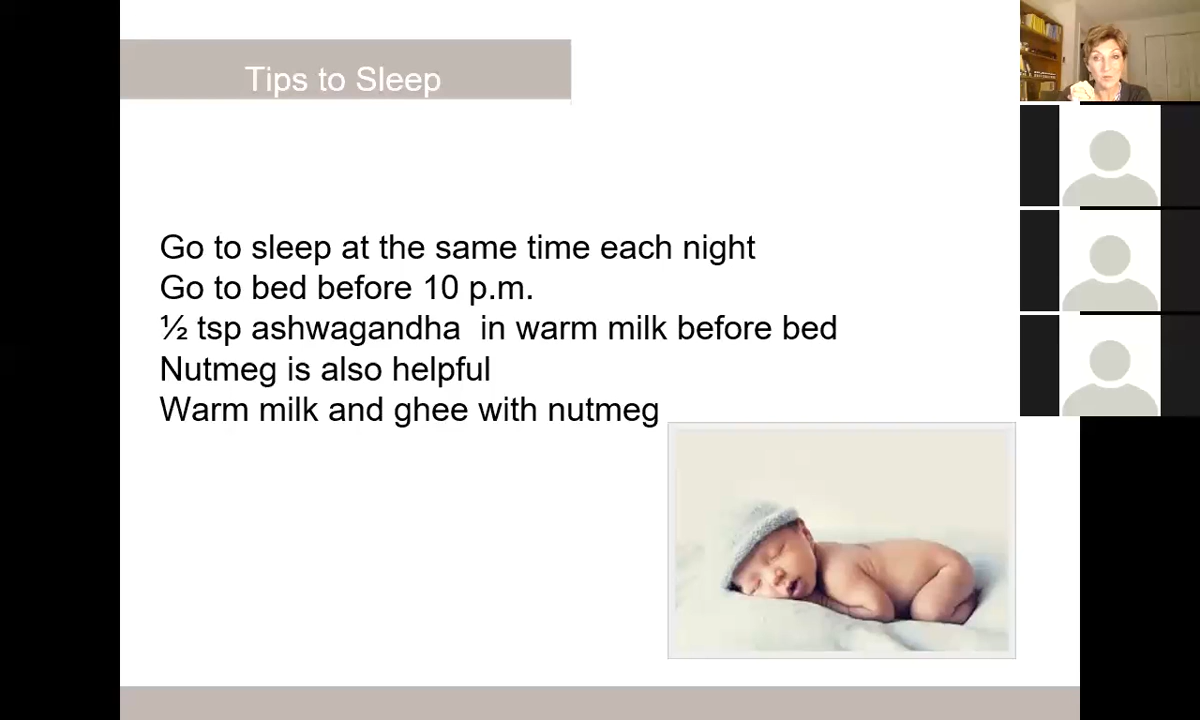 Tips to Sleep
Go to sleep at the same time each night
Go to bed before 10 p.m.
½ tsp ashwagandha  in warm milk before bed
Nutmeg is also helpful
Warm milk and ghee with nutmeg